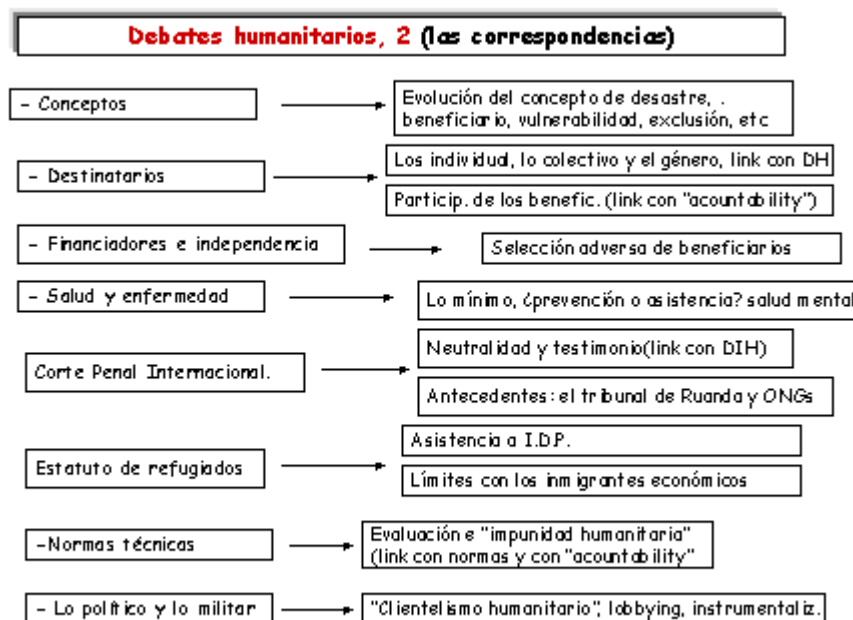 Debates humanitarios, 2 (las correspondencias)
- Conceptos
Evolución del concepto de desastre, .
beneficiario, vulnerabilidad, exclusión, etc
- Destinatarios
Los individual, lo colectivo y el género, link con DH
Particip. de los benefic. (link con "acountability")
- Financiadores e independencia
Selección adversa de beneficiarios
- Salud y enfermedad
Lo mínimo, ¿prevención o asistencia? salud mental
Corte Penal Internacional.
Neutralidad y testimonio(link con DIH)
Antecedentes: el tribunal de Ruanda y ONGs
Estatuto de refugiados
Asistencia a I.D.P.
Límites con los inmigrantes económicos
-Normas técnicas
Evaluación e "impunidad humanitaria"
(link con normas y con "acountability"
- Lo político y lo militar
"Clientelismo humanitario", lobbying, instrumentaliz.